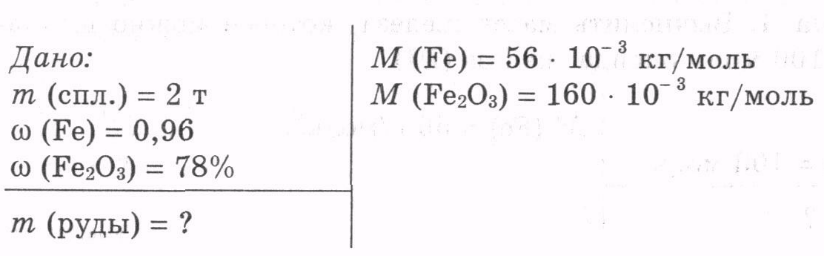 Дано:
m (спл.) = 2 т
ω (Fe) = 0,96
ω (Fe₂O₃) = 78%
m (руды) = ?
M (Fe) = 56 · 10⁻³ кг/моль
M (Fe₂O₃) = 160 · 10⁻³ кг/моль